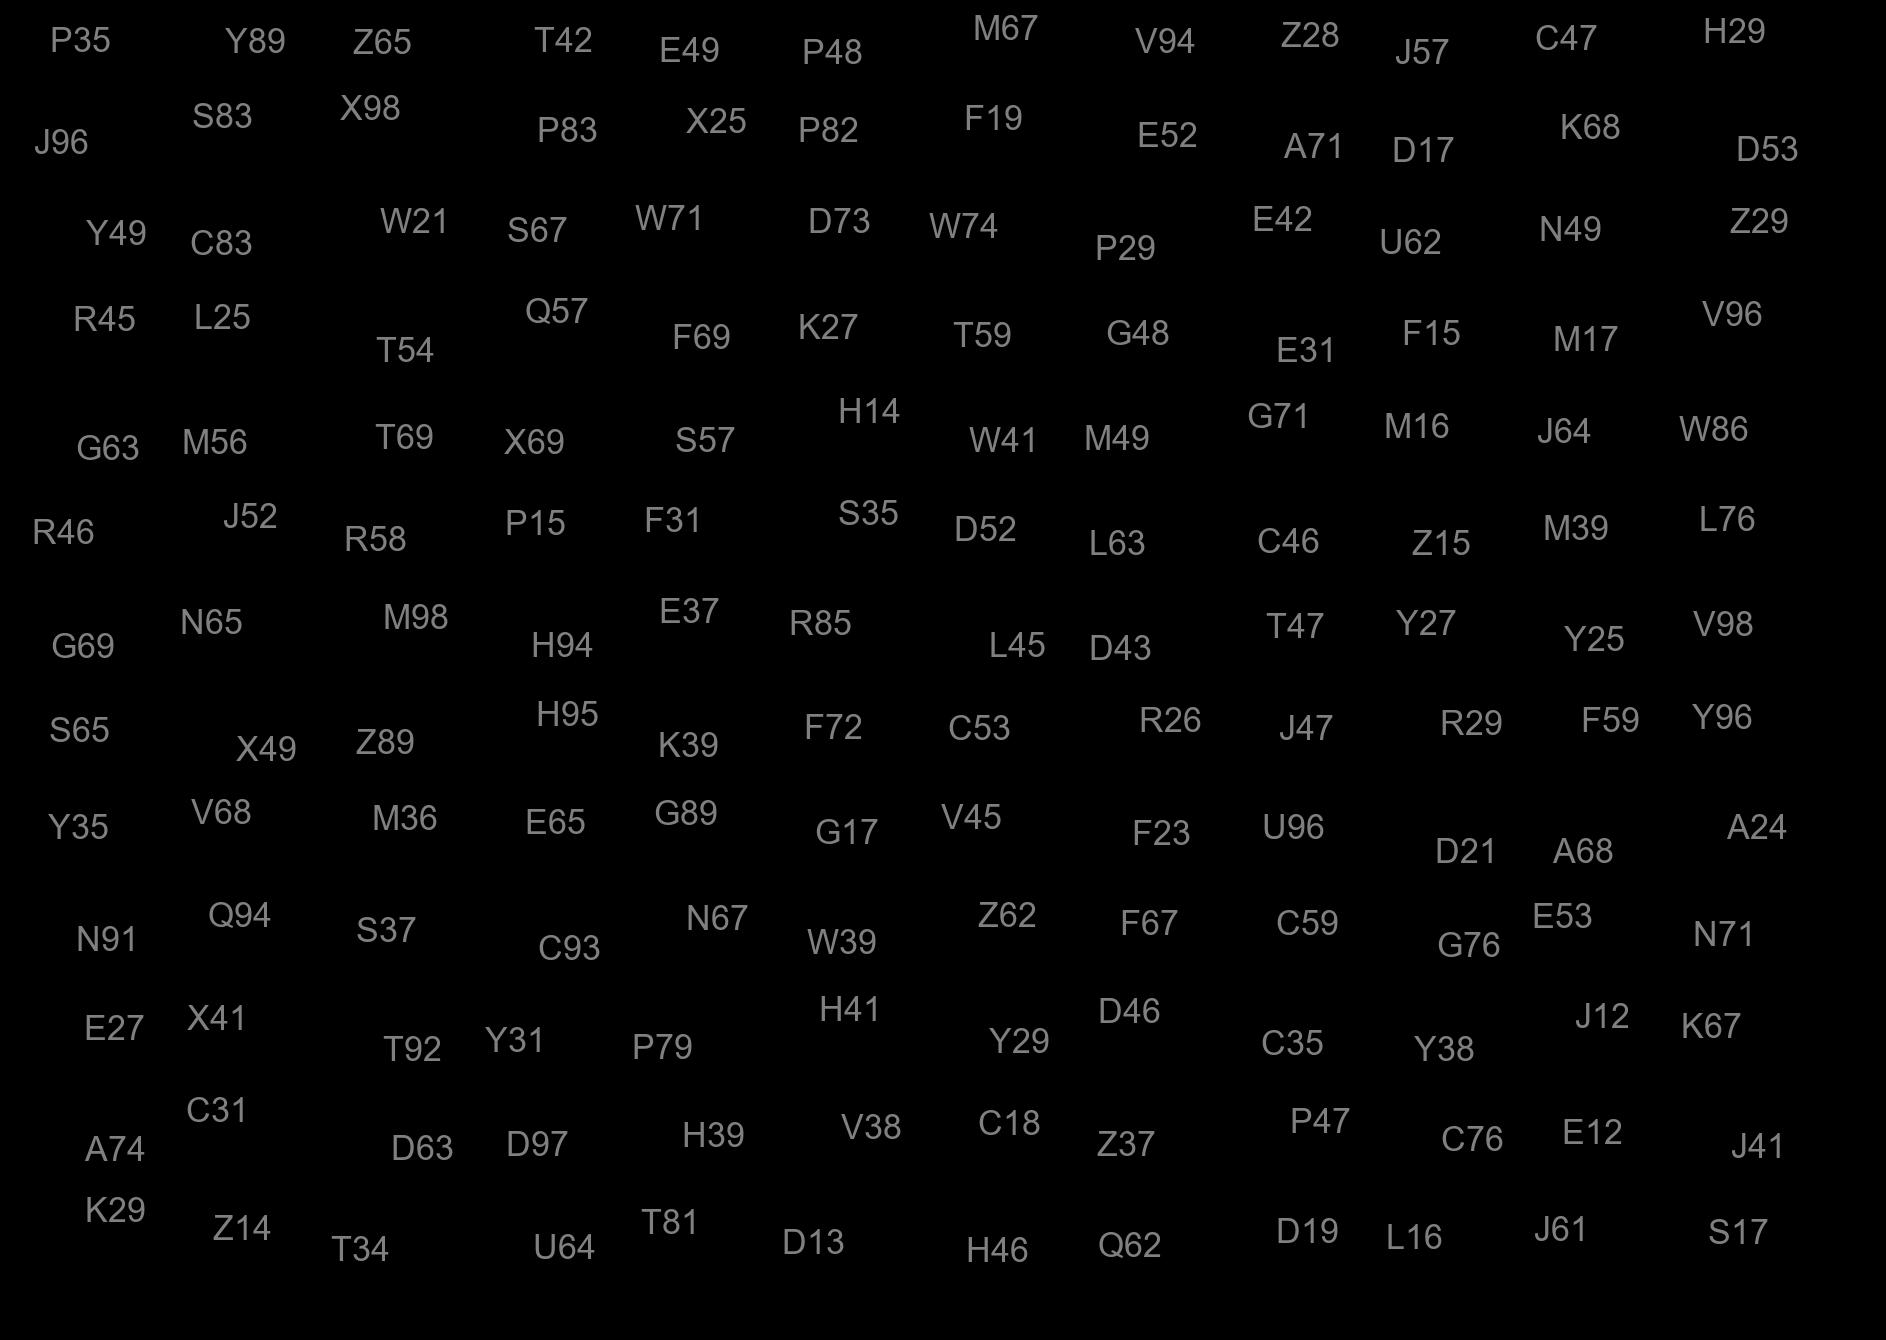 P35 Y89 Z65 T42 E49 P48 M67 V94 Z28 J57 C47 H29
J96 S83 X98 P83 X25 P82 F19 E52 A71 D17 K68 D53
Y49 C83 W21 S67 W71 D73 W74 P29 E42 U62 N49 Z29
R45 L25 T54 Q57 F69 K27 T59 G48 E31 F15 M17 V96
G63 M56 T69 X69 S57 H14 W41 M49 G71 M16 J64 W86
R46 J52 R58 P15 F31 S35 D52 L63 C46 Z15 M39 L76
G69 N65 M98 H94 E37 R85 L45 D43 T47 Y27 Y25 V98
S65 X49 Z89 H95 K39 F72 C53 R26 J47 R29 F59 Y96
Y35 V68 M36 E65 G89 G17 V45 F23 U96 D21 A68 A24
N91 Q94 S37 C93 N67 W39 Z62 F67 C59 G76 E53 N71
E27 X41 T92 Y31 P79 H41 Y29 D46 C35 Y38 J12 K67
A74 C31 D63 D97 H39 V38 C18 Z37 P47 C76 E12 J41
K29 Z14 T34 U64 T81 D13 H46 Q62 D19 L16 J61 S17